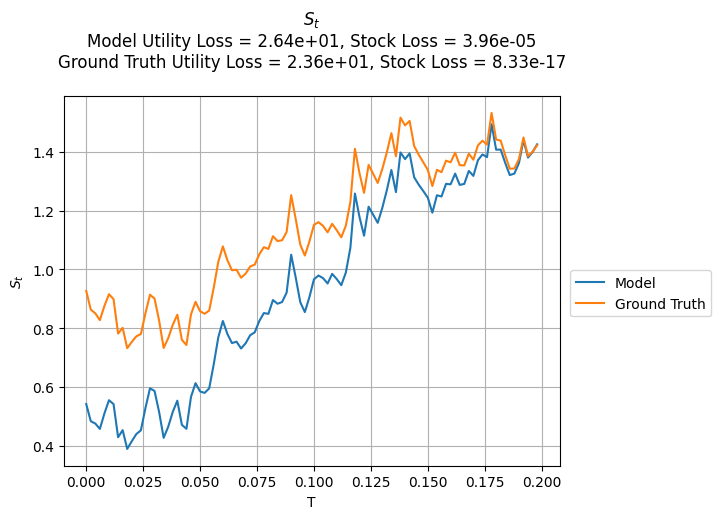 S_t
Model Utility Loss = 2.64e+01, Stock Loss = 3.96e-05
Ground Truth Utility Loss = 2.36e+01, Stock Loss = 8.33e-17
1.4
1.2
1.0
0.8
0.6
0.4
S_t
0.000 0.025 0.050 0.075 0.100 0.125 0.150 0.175 0.200
T
Model
Ground Truth